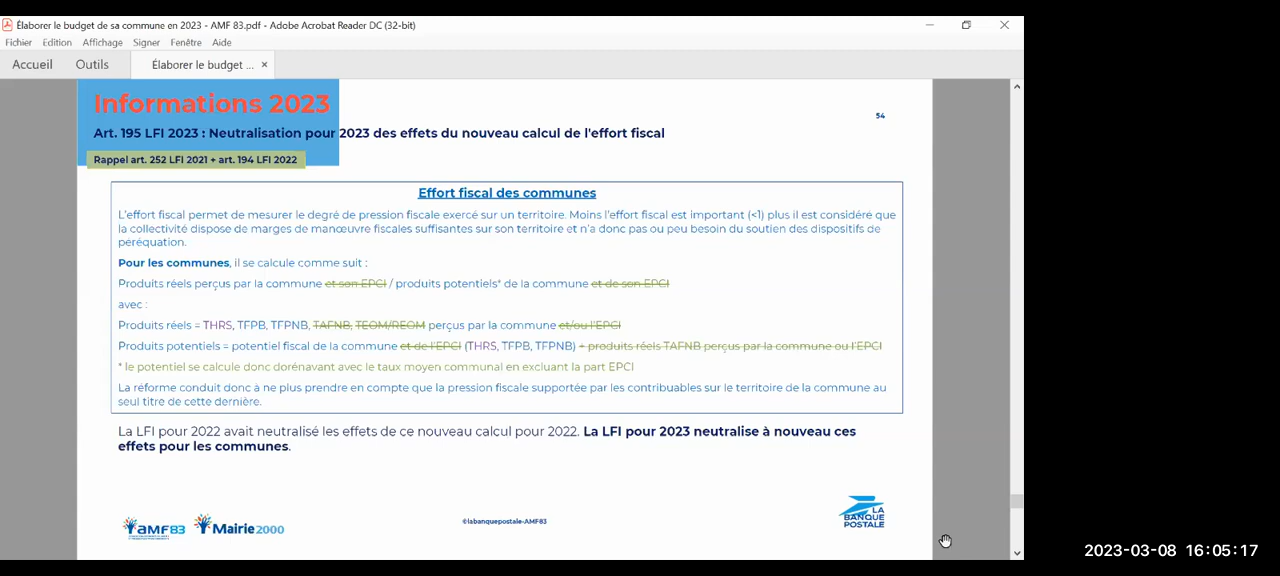 Élaborer le budget de sa commune en 2023 - AMF 83.pdf - Adobe Acrobat Reader DC (32-bit)
Fichier Edition Affichage Signer Fenêtre Aide
Accueil Outils Élaborer le budget ... ×
Informations 2023
54
Art. 195 LFI 2023 : Neutralisation pour 2023 des effets du nouveau calcul de l'effort fiscal
Rappel art. 252 LFI 2021 + art. 194 LFI 2022
Effort fiscal des communes
L'effort fiscal permet de mesurer le degré de pression fiscale exercé sur un territoire. Moins l'effort fiscal est important (<1) plus il est considéré que
la collectivité dispose de marges de manœuvre fiscales suffisantes sur son territoire et n'a donc pas ou peu besoin du soutien des dispositifs de
péréquation.
Pour les communes, il se calcule comme suit :
Produits réels perçus par la commune et son EPCI / produits potentiels* de la commune et de son EPCI
avec :
Produits réels = THRS, TFPB, TFPNB, TAFNB, TEOM/REOM perçus par la commune et/ou l'EPCI
Produits potentiels = potentiel fiscal de la commune et de l'EPCI (THRS, TFPB, TFPNB) + produits réels TAFNB perçus par la commune ou l'EPCI
* le potentiel se calcule donc dorénavant avec le taux moyen communal en excluant la part EPCI
La réforme conduit donc à ne plus prendre en compte que la pression fiscale supportée par les contribuables sur le territoire de la commune au
seul titre de cette dernière.
La LFI pour 2022 avait neutralisé les effets de ce nouveau calcul pour 2022. La LFI pour 2023 neutralise à nouveau ces
effets pour les communes.
AMF83 Mairie2000
©labanquepostale-AMF83
LA
BANQUE
POSTALE
2023-03-08 16:05:17